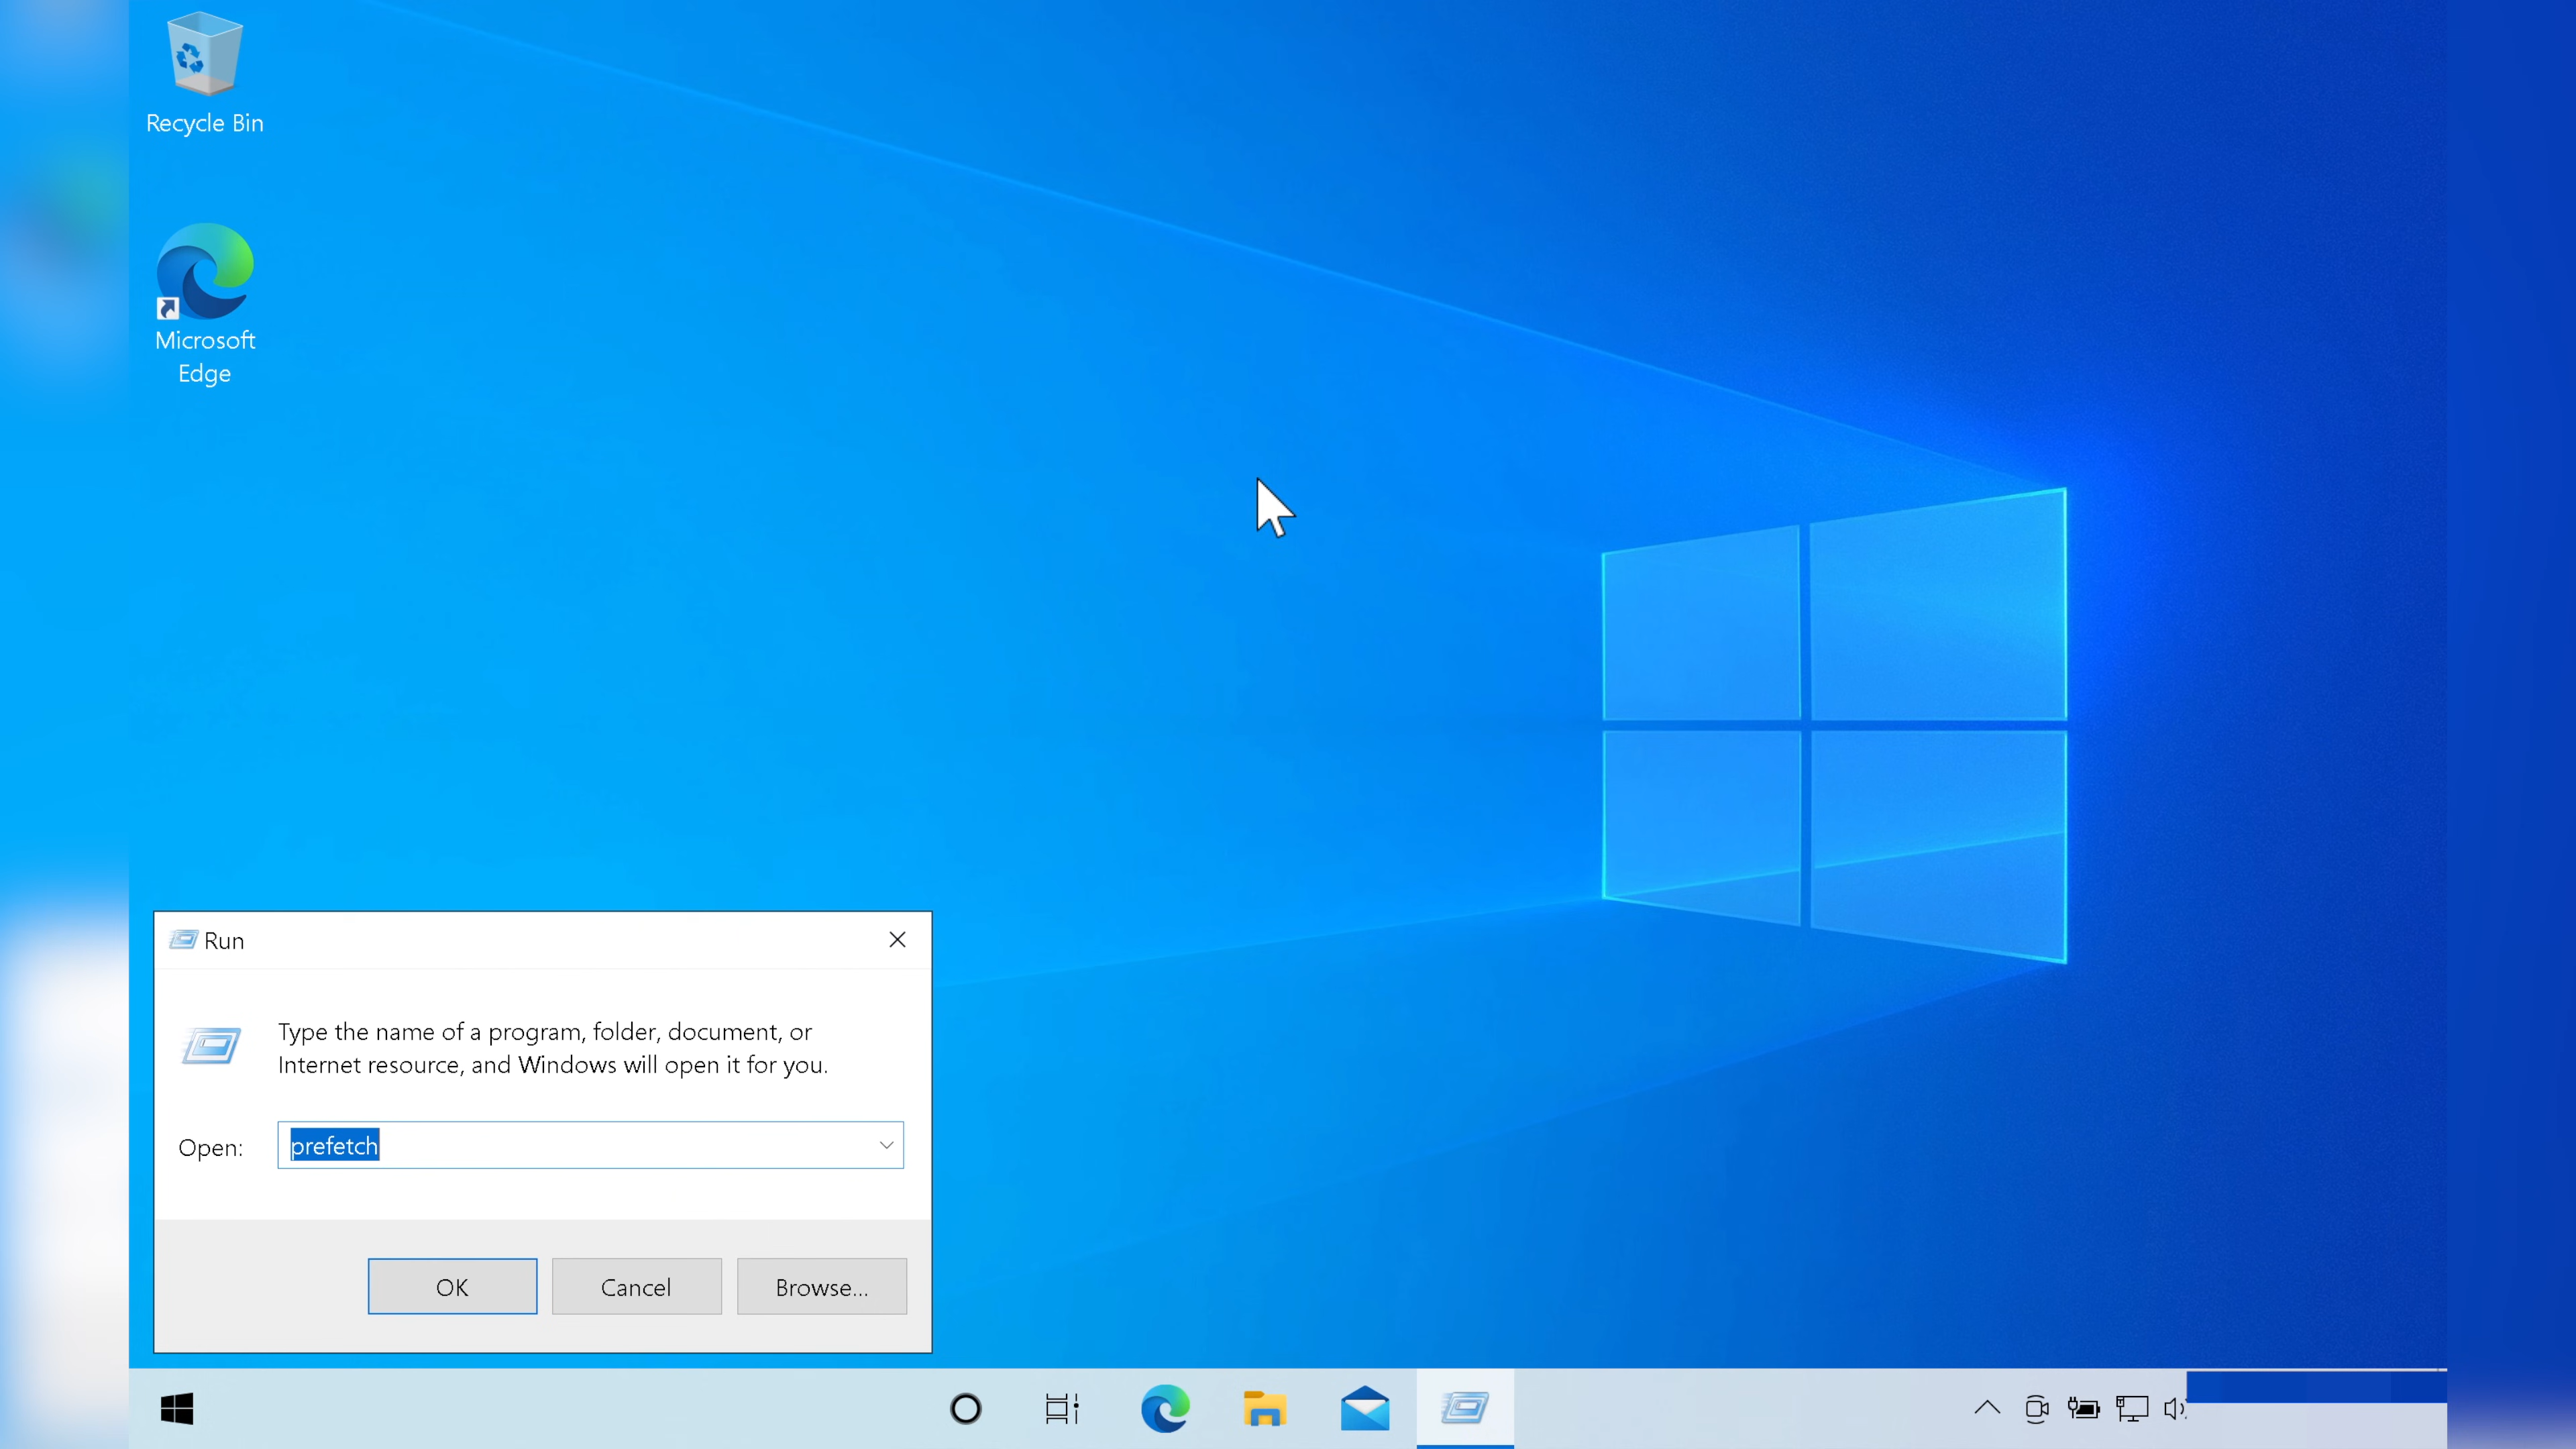 Recycle Bin
Microsoft
Edge
Run
Type the name of a program, folder, document, or
Internet resource, and Windows will open it for you.
Open:
prefetch
OK
Cancel
Browse...